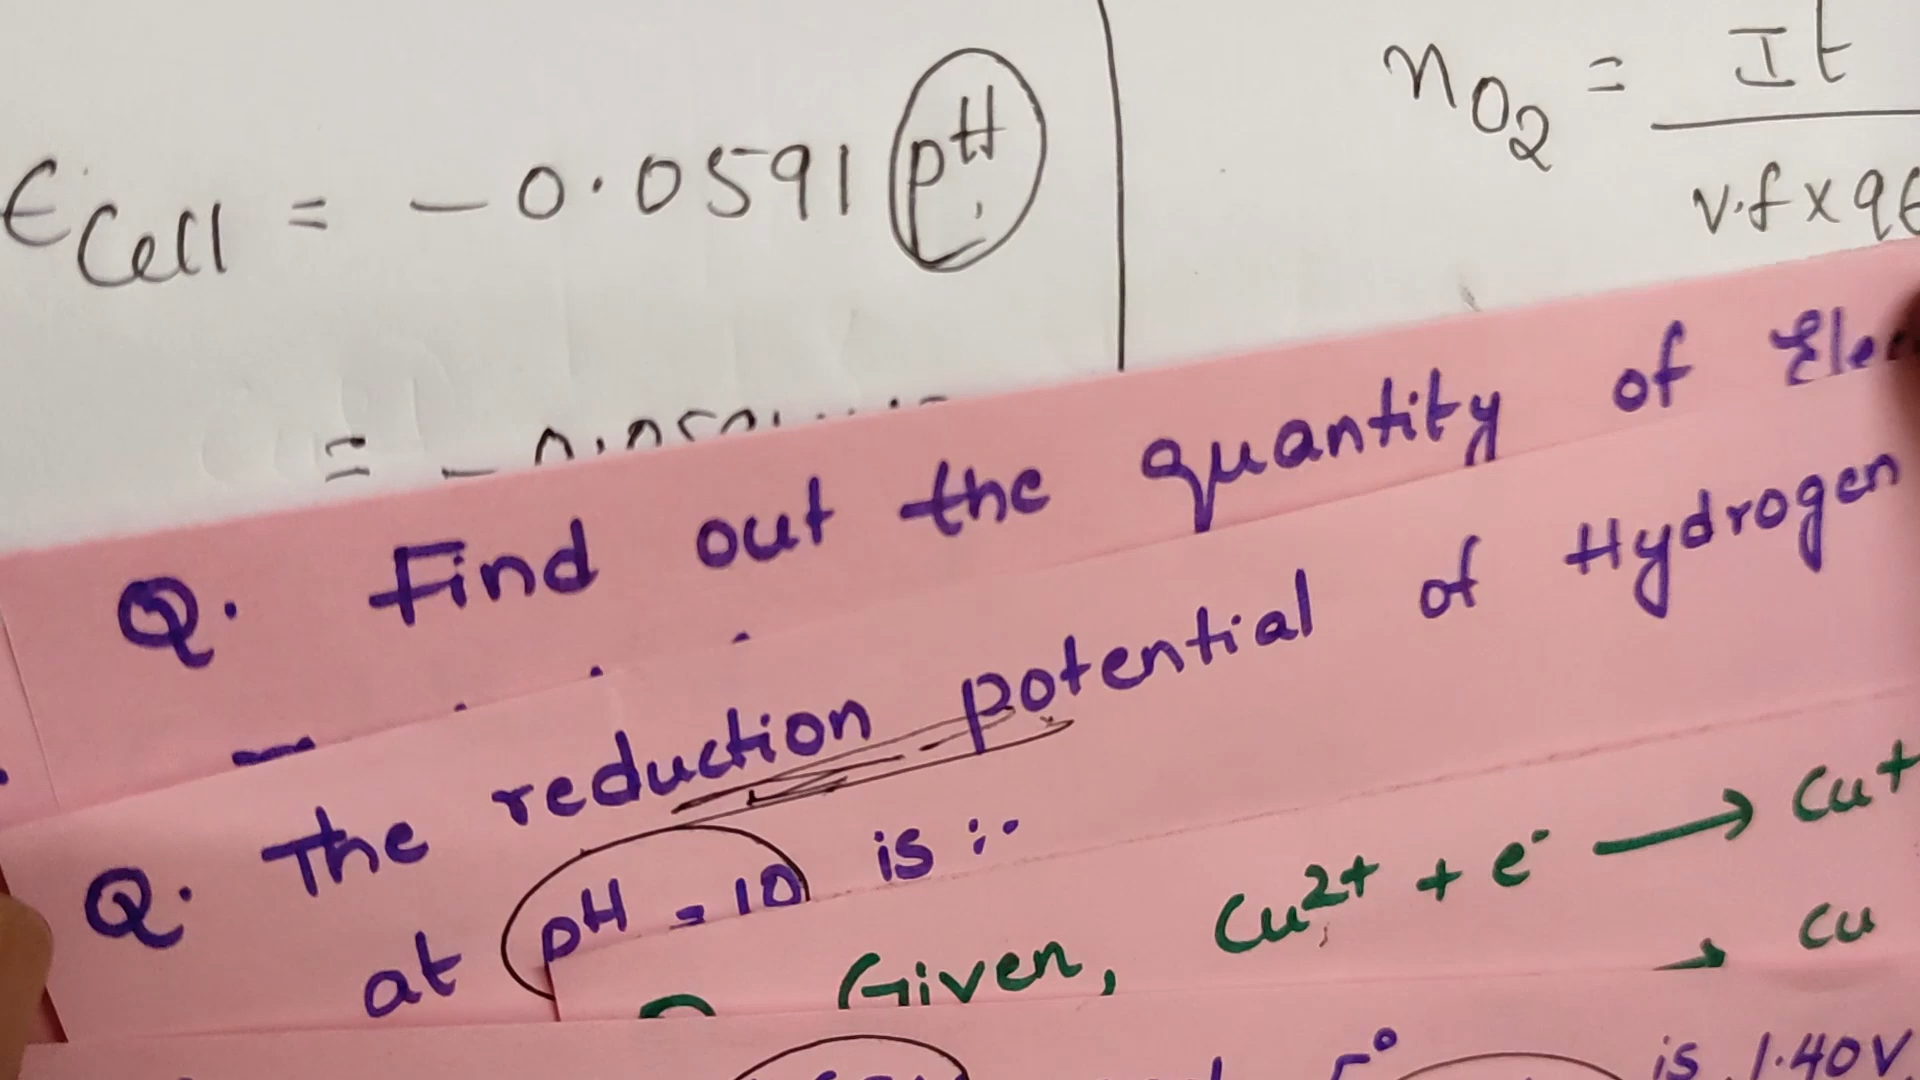 ECell = - 0.0591 pH
nO2 = It
v.f x 96
Q. Find out the quantity of
Q. The reduction potential of Hydrogen
at pH = 10 is :-
Given, Cu2+ + e- → Cu+
→ Cu
is 1.40V